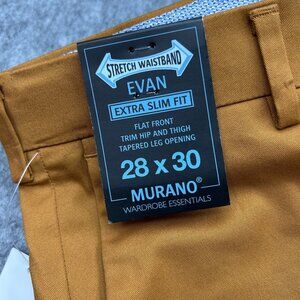 STRETCH WAISTBAND
EVAN
EXTRA SLIM FIT
FLAT FRONT
TRIM HIP AND THIGH
TAPERED LEG OPENING
28 x 30
MURANO®
WARDROBE ESSENTIALS